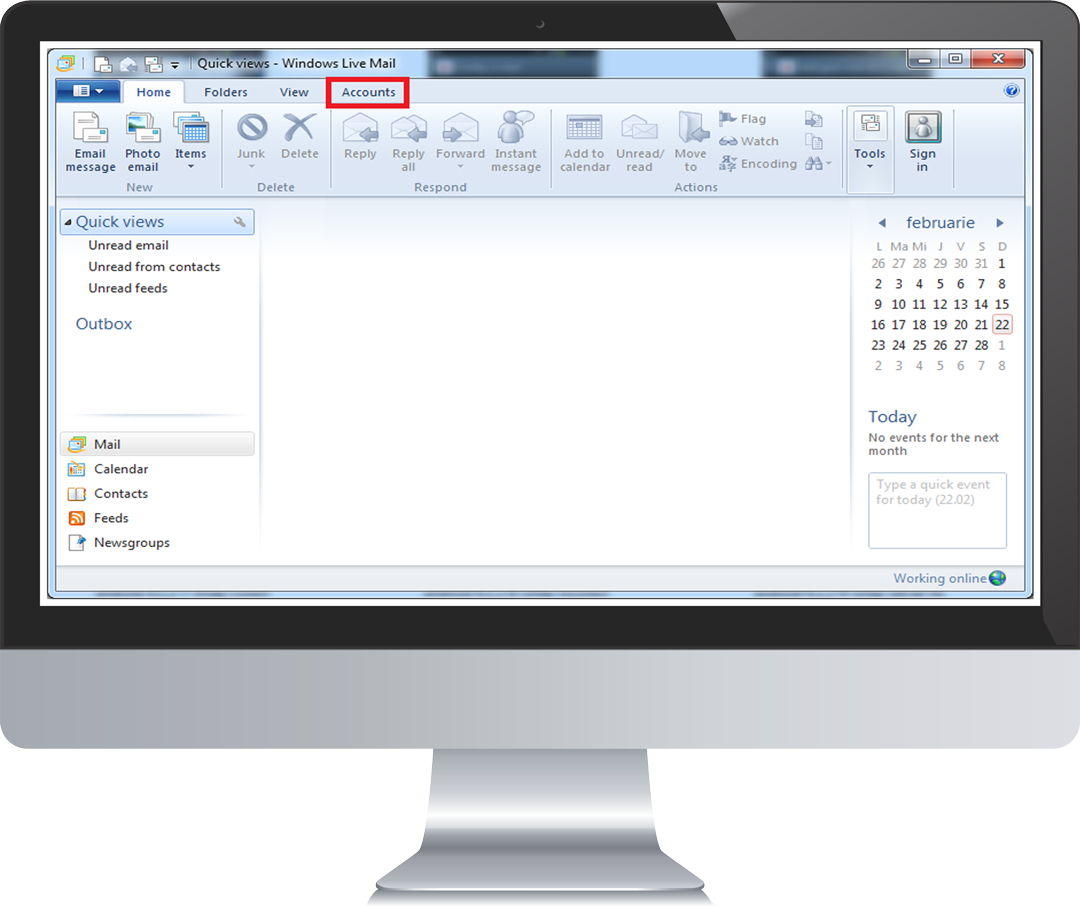 Quick views - Windows Live Mail
Home Folders View Accounts
Email message
Photo email
Items
New
Junk
Delete
Delete
Reply
Reply all
Forward
Instant message
Respond
Add to calendar
Unread/ read
Move to
Flag
Watch
Encoding
Actions
Tools
Sign in
Quick views
Unread email
Unread from contacts
Unread feeds
Outbox
Mail
Calendar
Contacts
Feeds
Newsgroups
februarie
L Ma Mi J V S D
26 27 28 29 30 31 1
2 3 4 5 6 7 8
9 10 11 12 13 14 15
16 17 18 19 20 21 22
23 24 25 26 27 28 1
2 3 4 5 6 7 8
Today
No events for the next
month
Type a quick event
for today (22.02)
Working online